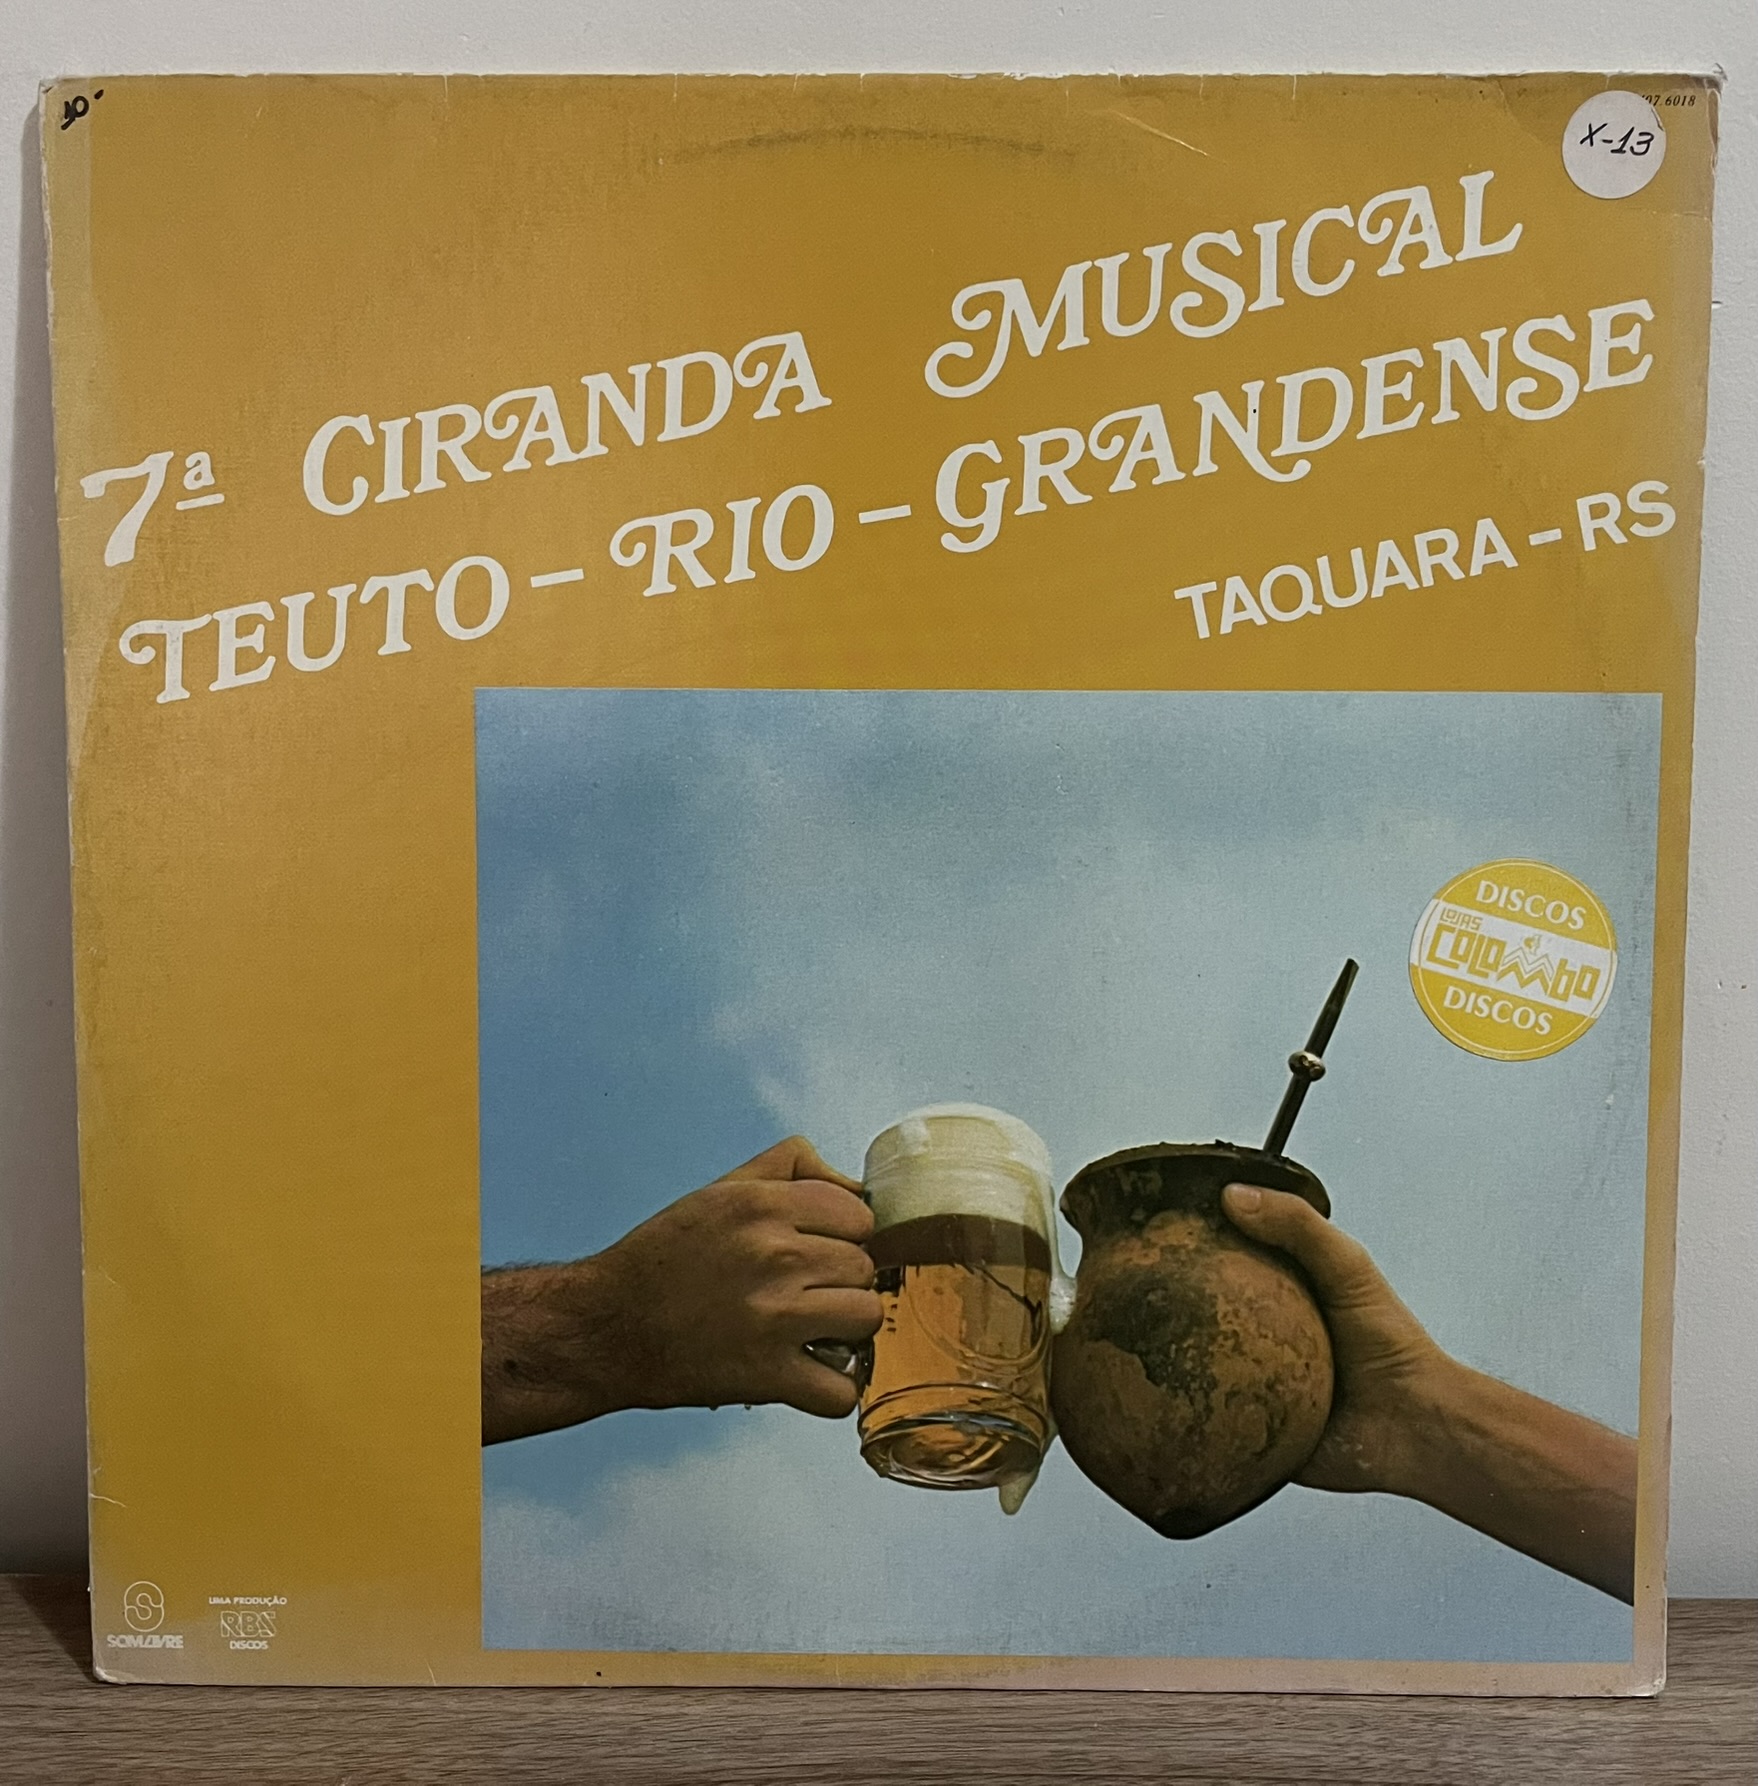 10
X-13
07.6018
7ª CIRANDA MUSICAL
TEUTO-RIO-GRANDENSE
TAQUARA-RS
DISCOS
LOJAS
COLOMBO
DISCOS
S
SOMLIVRE
UMA PRODUÇÃO
RBS
DISCOS